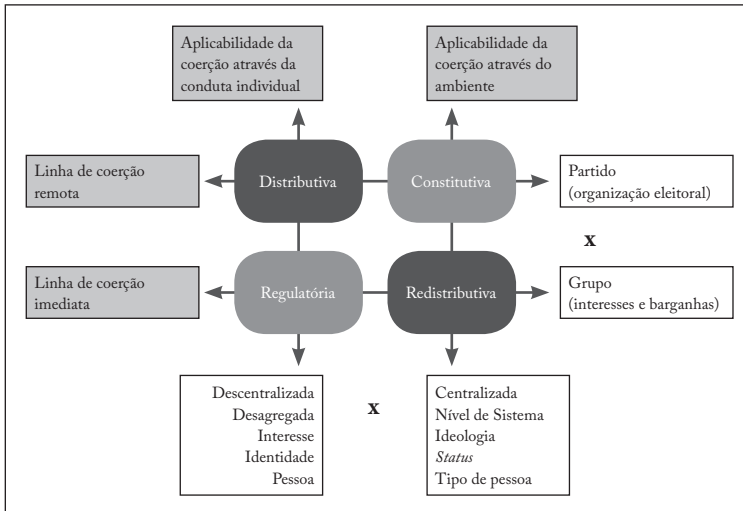 Aplicabilidade da
coerção através da
conduta individual
Aplicabilidade da
coerção através do
ambiente
Linha de coerção
remota
Distributiva
Constitutiva
Partido
(organização eleitoral)
x
Linha de coerção
imediata
Regulatória
Redistributiva
Grupo
(interesses e barganhas)
Descentralizada
Desagregada
Interesse
Identidade
Pessoa
x
Centralizada
Nível de Sistema
Ideologia
Status
Tipo de pessoa